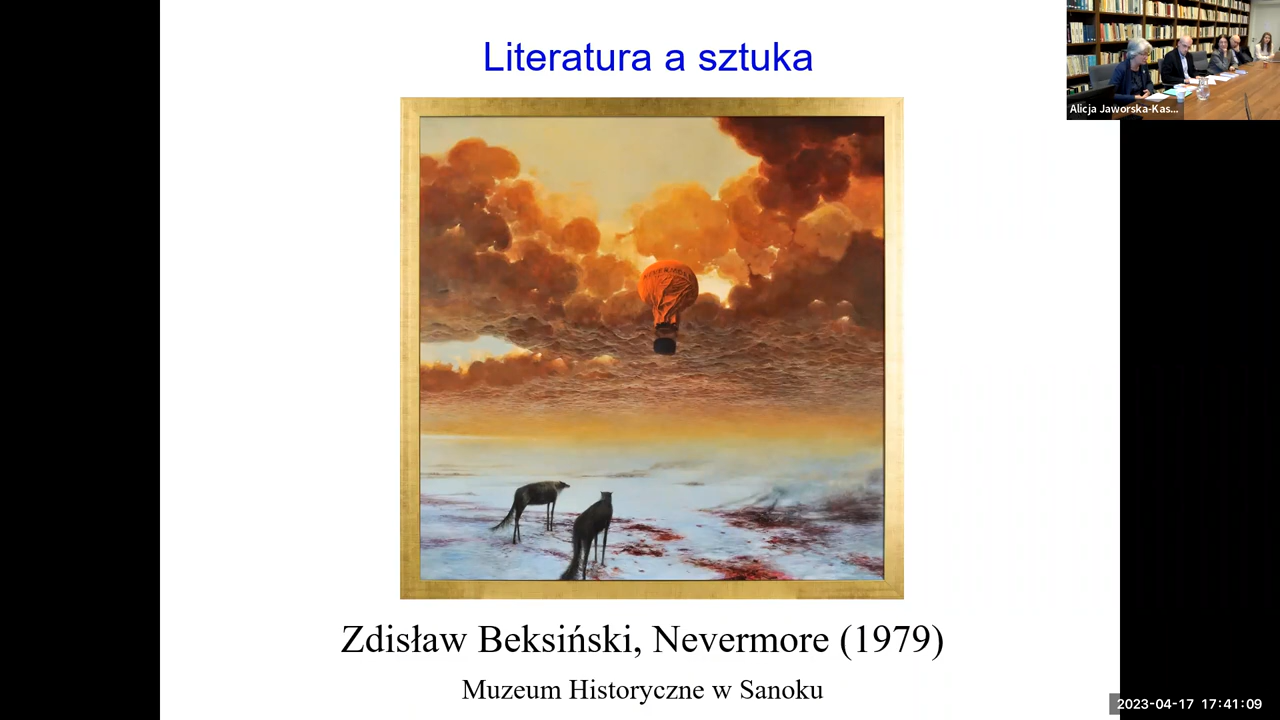 Literatura a sztuka
Alicja Jaworska-Kas...
Zdisław Beksiński, Nevermore (1979)
Muzeum Historyczne w Sanoku
2023-04-17 17:41:09